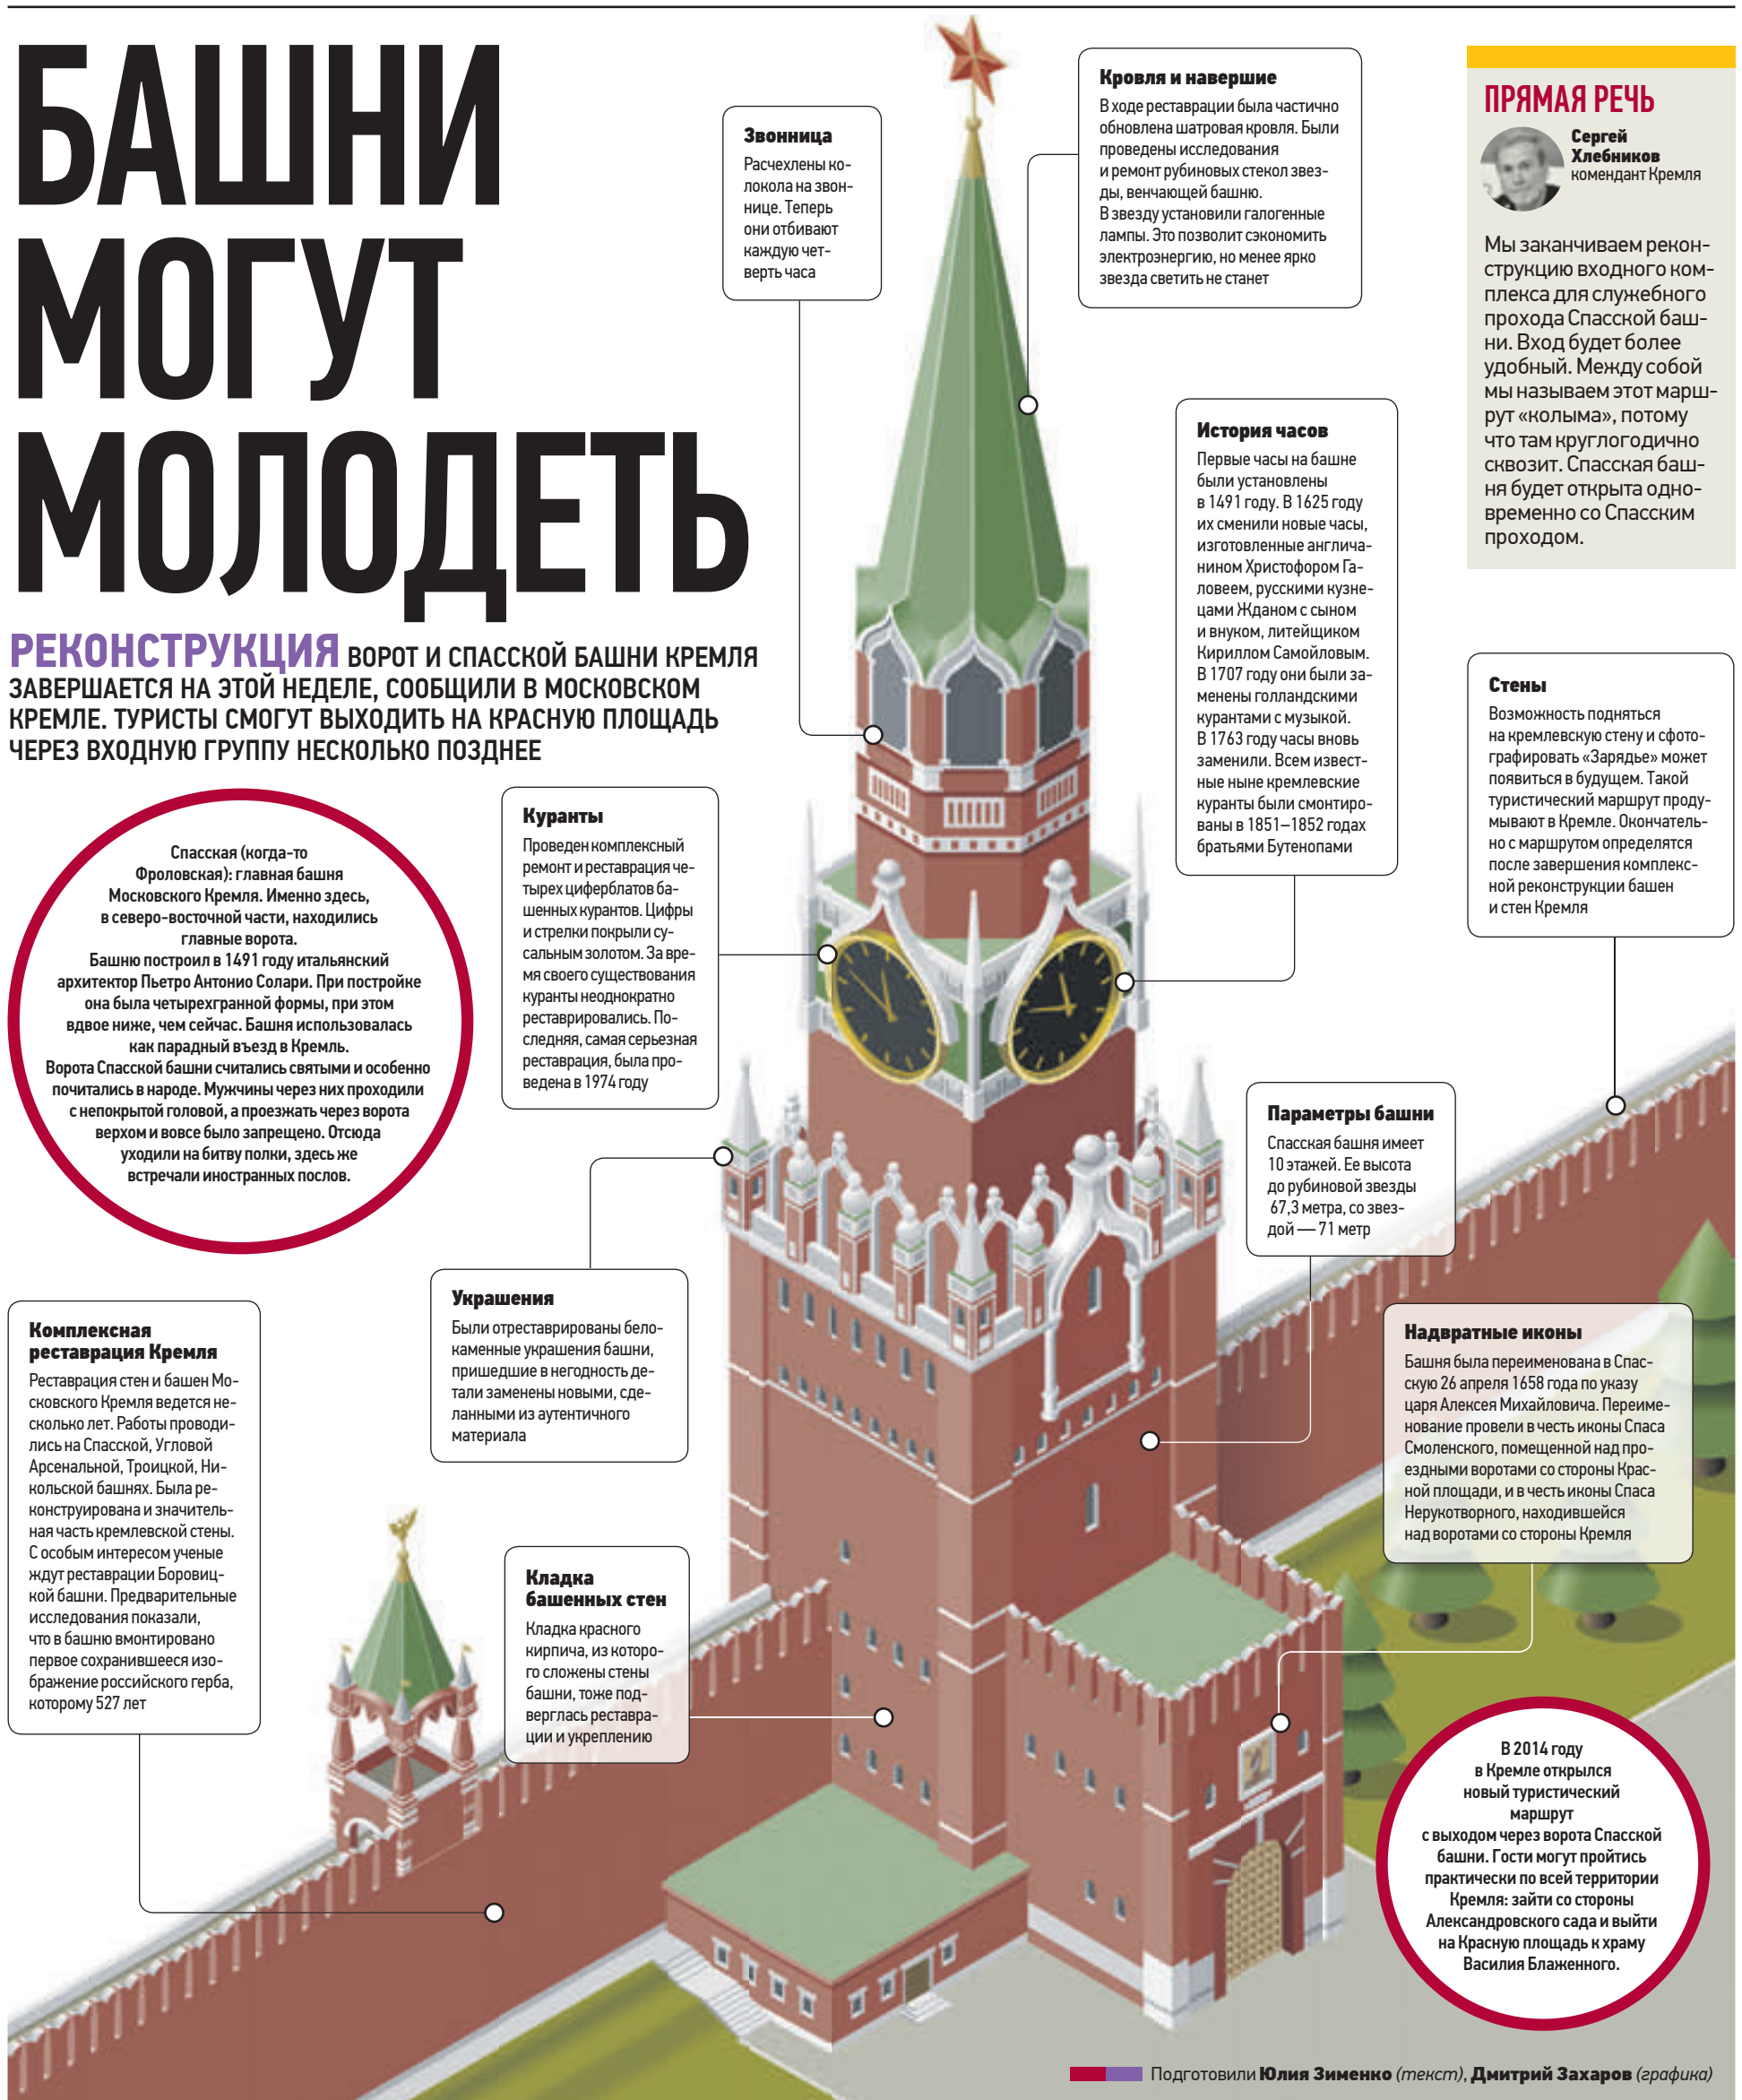 БАШНИ
МОГУТ
МОЛОДЕТЬ
РЕКОНСТРУКЦИЯ ВОРОТ И СПАССКОЙ БАШНИ КРЕМЛЯ
ЗАВЕРШАЕТСЯ НА ЭТОЙ НЕДЕЛЕ, СООБЩИЛИ В МОСКОВСКОМ
КРЕМЛЕ. ТУРИСТЫ СМОГУТ ВЫХОДИТЬ НА КРАСНУЮ ПЛОЩАДЬ
ЧЕРЕЗ ВХОДНУЮ ГРУППУ НЕСКОЛЬКО ПОЗДНЕЕ
Звонница
Расчехлены ко-
локола на звон-
нице. Теперь
они отбивают
каждую чет-
верть часа
Кровля и навершие
В ходе реставрации была частично
обновлена шатровая кровля. Были
проведены исследования
и ремонт рубиновых стекол звез-
ды, венчающей башню.
В звезду установили галогенные
лампы. Это позволит сэкономить
электроэнергию, но менее ярко
звезда светить не станет
ПРЯМАЯ РЕЧЬ
Сергей
Хлебников
комендант Кремля
Мы заканчиваем рекон-
струкцию входного ком-
плекса для служебного
прохода Спасской баш-
ни. Вход будет более
удобный. Между собой
мы называем этот марш-
рут «колыма», потому
что там круглогодично
сквозит. Спасская баш-
ня будет открыта одно-
временно со Спасским
проходом.
История часов
Первые часы на башне
были установлены
в 1491 году. В 1625 году
их сменили новые часы,
изготовленные англича-
нином Христофором Га-
ловеем, русскими кузне-
цами Жданом с сыном
и внуком, литейщиком
Кириллом Самойловым.
В 1707 году они были за-
менены голландскими
курантами с музыкой.
В 1763 году часы вновь
заменили. Всем извест-
ные ныне кремлевские
куранты были смонтиро-
ваны в 1851–1852 годах
братьями Бутенопами
Стены
Возможность подняться
на кремлевскую стену и сфото-
графировать «Зарядье» может
появиться в будущем. Такой
туристический маршрут проду-
мывают в Кремле. Окончатель-
но с маршрутом определятся
после завершения комплекс-
ной реконструкции башен
и стен Кремля
Спасская (когда-то
Фроловская): главная башня
Московского Кремля. Именно здесь,
в северо-восточной части, находились
главные ворота.
Башню построил в 1491 году итальянский
архитектор Пьетро Антонио Солари. При постройке
она была четырехгранной формы, при этом
вдвое ниже, чем сейчас. Башня использовалась
как парадный въезд в Кремль.
Ворота Спасской башни считались святыми и особенно
почитались в народе. Мужчины через них проходили
с непокрытой головой, а проезжать через ворота
верхом и вовсе было запрещено. Отсюда
уходили на битву полки, здесь же
встречали иностранных послов.
Куранты
Проведен комплексный
ремонт и реставрация че-
тырех циферблатов ба-
шенных курантов. Цифры
и стрелки покрыли су-
сальным золотом. За вре-
мя своего существования
куранты неоднократно
реставрировались. По-
следняя, самая серьезная
реставрация, была про-
ведена в 1974 году
Параметры башни
Спасская башня имеет
10 этажей. Ее высота
до рубиновой звезды
67,3 метра, со звез-
дой — 71 метр
Украшения
Были отреставрированы бело-
каменные украшения башни,
пришедшие в негодность де-
тали заменены новыми, сде-
ланными из аутентичного
материала
Комплексная
реставрация Кремля
Реставрация стен и башен Мо-
сковского Кремля ведется не-
сколько лет. Работы проводи-
лись на Спасской, Угловой
Арсенальной, Троицкой, Ни-
кольской башнях. Была ре-
конструирована и значитель-
ная часть кремлевской стены.
С особым интересом ученые
ждут реставрации Боровиц-
кой башни. Предварительные
исследования показали,
что в башню вмонтировано
первое сохранившееся изо-
бражение российского герба,
которому 527 лет
Надвратные иконы
Башня была переименована в Спас-
скую 26 апреля 1658 года по указу
царя Алексея Михайловича. Переиме-
нование провели в честь иконы Спаса
Смоленского, помещенной над про-
ездными воротами со стороны Крас-
ной площади, и в честь иконы Спаса
Нерукотворного, находившейся
над воротами со стороны Кремля
Кладка
башенных стен
Кладка красного
кирпича, из которо-
го сложены стены
башни, тоже под-
верглась реставра-
ции и укреплению
В 2014 году
в Кремле открылся
новый туристический
маршрут
с выходом через ворота Спасской
башни. Гости могут пройтись
практически по всей территории
Кремля: зайти со стороны
Александровского сада и выйти
на Красную площадь к храму
Василия Блаженного.
Подготовили Юлия Зименко (текст), Дмитрий Захаров (графика)